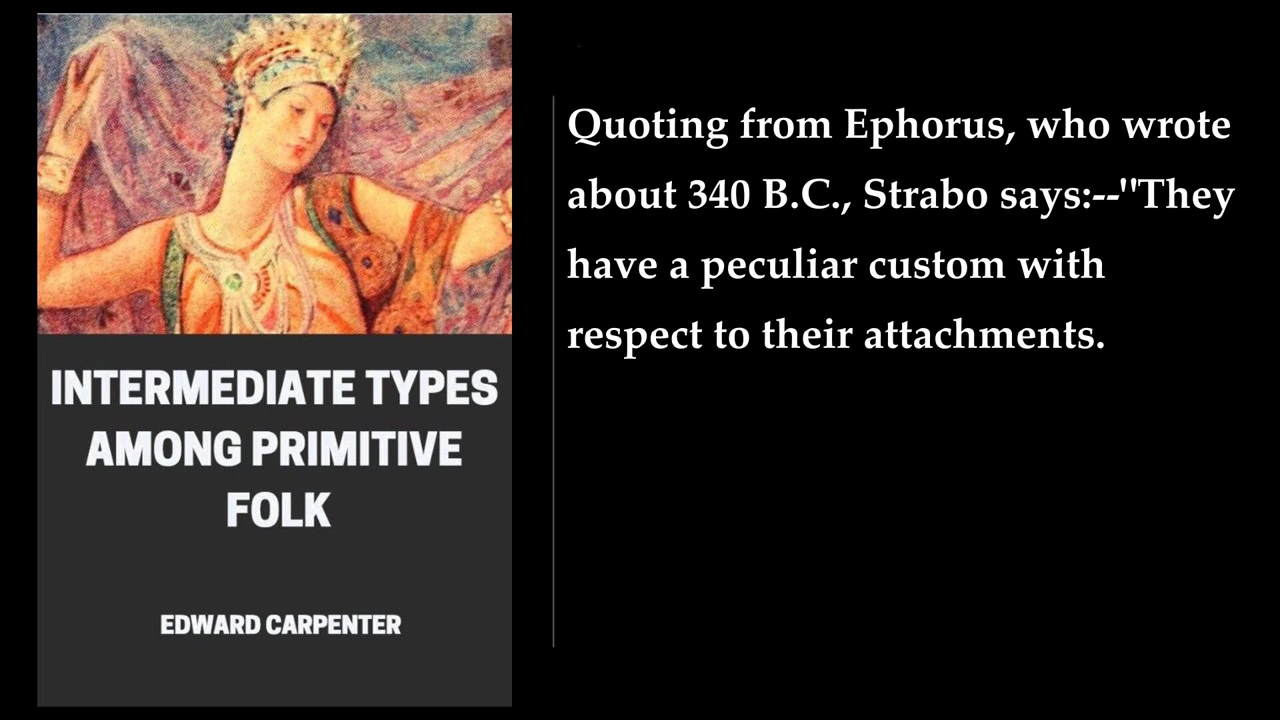 INTERMEDIATE TYPES
AMONG PRIMITIVE
FOLK
EDWARD CARPENTER
Quoting from Ephorus, who wrote
about 340 B.C., Strabo says:--"They
have a peculiar custom with
respect to their attachments.